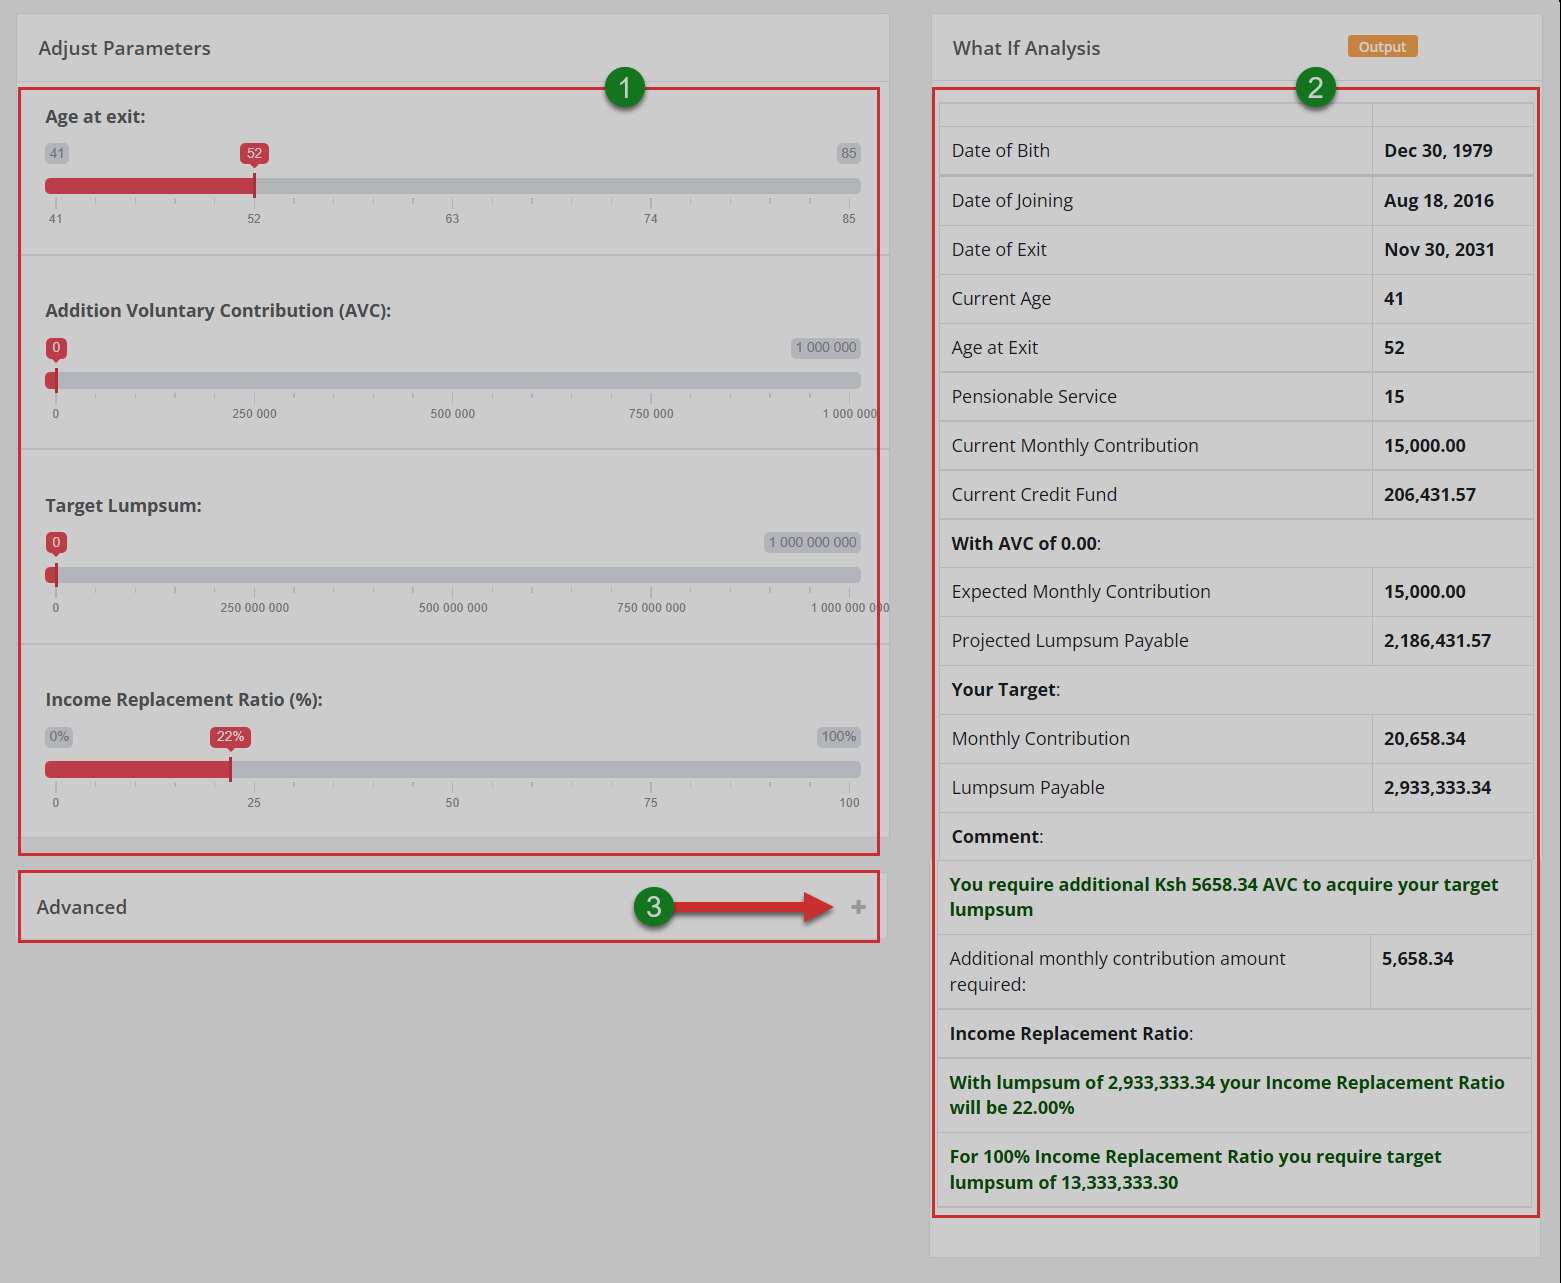 Adjust Parameters
1
Age at exit:
41 52 85
41 52 63 74 85
Addition Voluntary Contribution (AVC):
0 1 000 000
0 250 000 500 000 750 000 1 000 000
Target Lumpsum:
0 1 000 000 000
0 250 000 000 500 000 000 750 000 000 1 000 000 000
Income Replacement Ratio (%):
0% 22% 100%
0 25 50 75 100
Advanced 3 +
What If Analysis Output
2
Date of Bith Dec 30, 1979
Date of Joining Aug 18, 2016
Date of Exit Nov 30, 2031
Current Age 41
Age at Exit 52
Pensionable Service 15
Current Monthly Contribution 15,000.00
Current Credit Fund 206,431.57
With AVC of 0.00:
Expected Monthly Contribution 15,000.00
Projected Lumpsum Payable 2,186,431.57
Your Target:
Monthly Contribution 20,658.34
Lumpsum Payable 2,933,333.34
Comment:
You require additional Ksh 5658.34 AVC to acquire your target
lumpsum
Additional monthly contribution amount 5,658.34
required:
Income Replacement Ratio:
With lumpsum of 2,933,333.34 your Income Replacement Ratio
will be 22.00%
For 100% Income Replacement Ratio you require target
lumpsum of 13,333,333.30